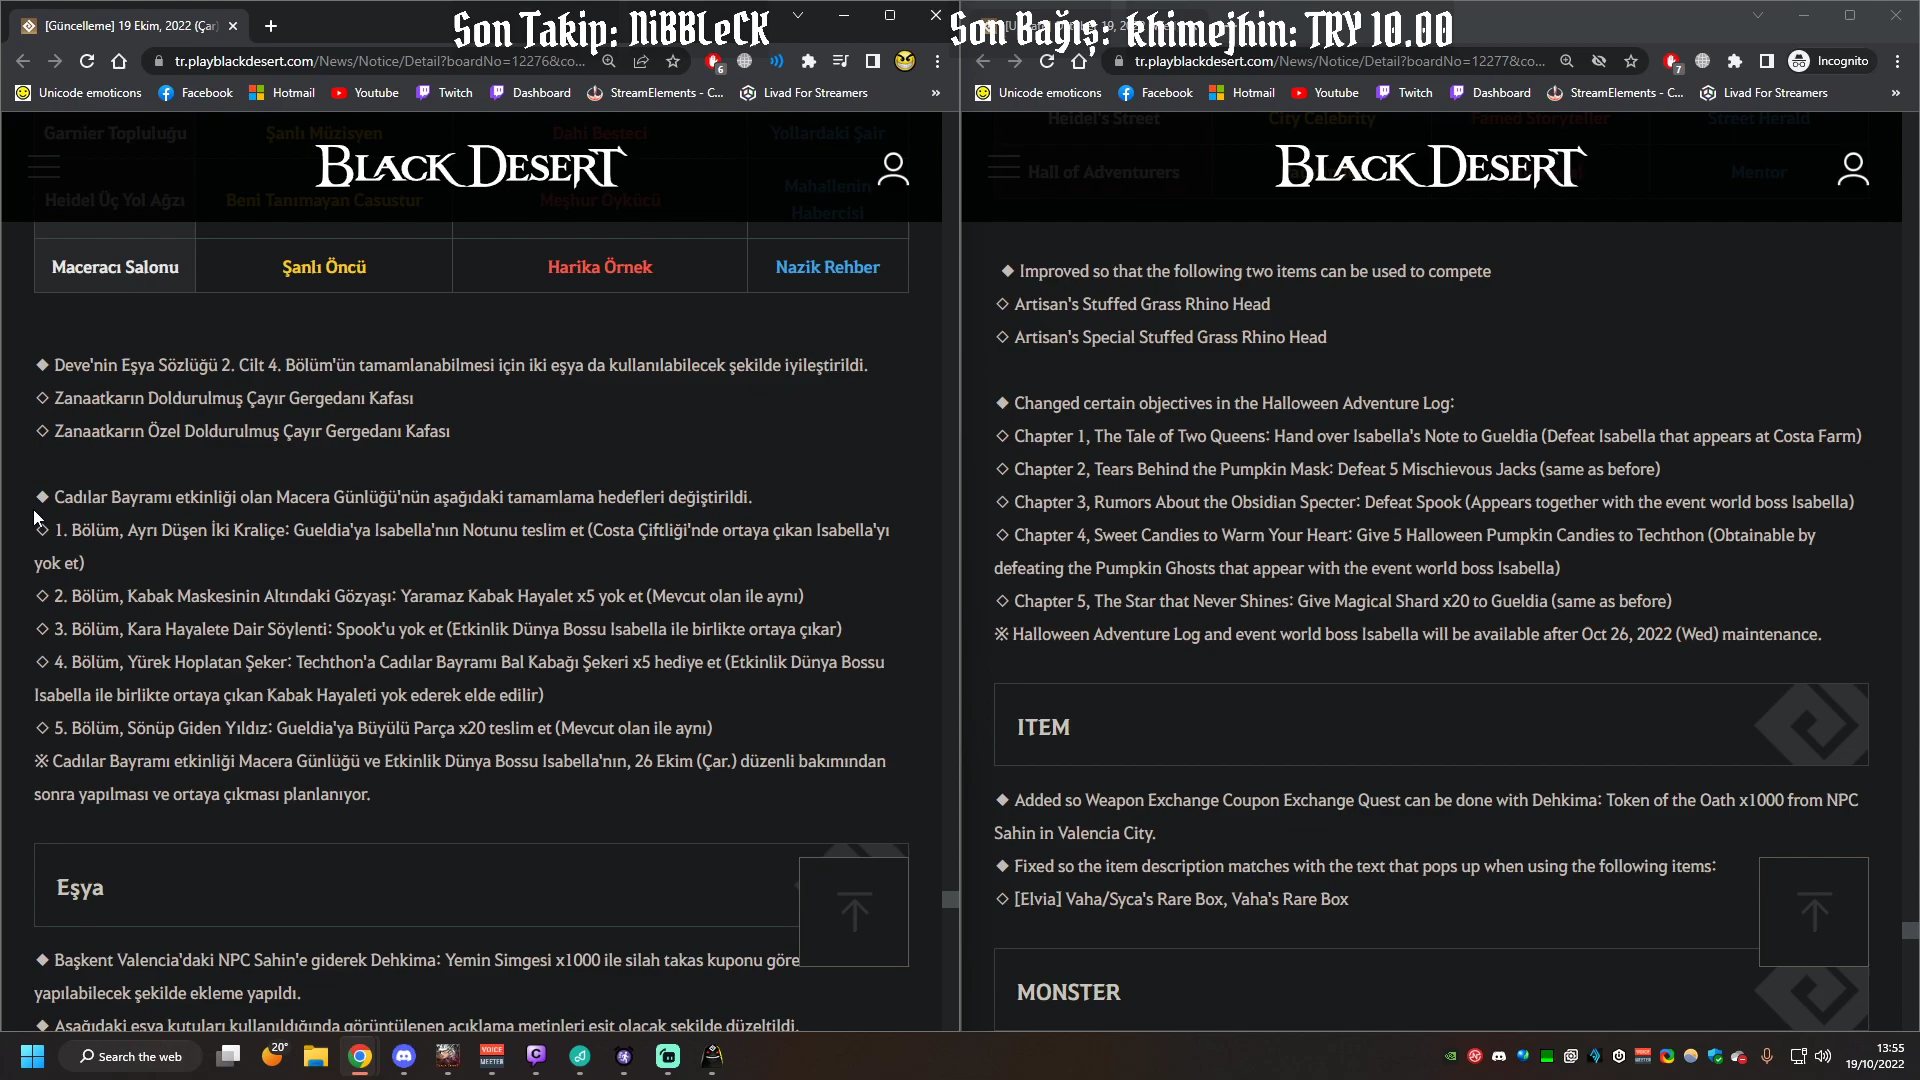 Son Takip: NiBBLeCK
Son Bağış: khimejhin: TRY 10.00
[Güncelleme] 19 Ekim, 2022 (Çar)
tr.playblackdesert.com/News/Notice/Detail?boardNo=12276&co...
6
Unicode emoticons
Facebook
Hotmail
Youtube
Twitch
Dashboard
StreamElements - C...
Livad For Streamers
»
Garnier Topluluğu
Şanlı Müzisyen
Dahi Besteci
Yollardaki Şair
BLACK DESERT
Heidel Üç Yol Ağzı
Beni Tanımayan Casustur
Meşhur Öykücü
Mahallenin
Habercisi
Maceracı Salonu
Şanlı Öncü
Harika Örnek
Nazik Rehber
◆ Deve'nin Eşya Sözlüğü 2. Cilt 4. Bölüm'ün tamamlanabilmesi için iki eşya da kullanılabilecek şekilde iyileştirildi.
◇ Zanaatkarın Doldurulmuş Çayır Gergedanı Kafası
◇ Zanaatkarın Özel Doldurulmuş Çayır Gergedanı Kafası
◆ Cadılar Bayramı etkinliği olan Macera Günlüğü'nün aşağıdaki tamamlama hedefleri değiştirildi.
◇ 1. Bölüm, Ayrı Düşen İki Kraliçe: Gueldia'ya Isabella'nın Notunu teslim et (Costa Çiftliği'nde ortaya çıkan Isabella'yı
yok et)
◇ 2. Bölüm, Kabak Maskesinin Altındaki Gözyaşı: Yaramaz Kabak Hayalet x5 yok et (Mevcut olan ile aynı)
◇ 3. Bölüm, Kara Hayalete Dair Söylenti: Spook'u yok et (Etkinlik Dünya Bossu Isabella ile birlikte ortaya çıkar)
◇ 4. Bölüm, Yürek Hoplatan Şeker: Techthon'a Cadılar Bayramı Bal Kabağı Şekeri x5 hediye et (Etkinlik Dünya Bossu
Isabella ile birlikte ortaya çıkan Kabak Hayaleti yok ederek elde edilir)
◇ 5. Bölüm, Sönüp Giden Yıldız: Gueldia'ya Büyülü Parça x20 teslim et (Mevcut olan ile aynı)
※ Cadılar Bayramı etkinliği Macera Günlüğü ve Etkinlik Dünya Bossu Isabella'nın, 26 Ekim (Çar.) düzenli bakımından
sonra yapılması ve ortaya çıkması planlanıyor.
Eşya
◆ Başkent Valencia'daki NPC Sahin'e giderek Dehkima: Yemin Simgesi x1000 ile silah takas kuponu göre
yapılabilecek şekilde ekleme yapıldı.
◆ Aşağıdaki eşya kutuları kullanıldığında görüntülenen açıklama metinleri eşit olacak şekilde düzeltildi.
tr.playblackdesert.com/News/Notice/Detail?boardNo=12277&co...
7
Incognito
Unicode emoticons
Facebook
Hotmail
Youtube
Twitch
Dashboard
StreamElements - C...
Livad For Streamers
»
Heidel's Street
City Celebrity
Famed Storyteller
Street Herald
BLACK DESERT
Hall of Adventurers
Mentor
◆ Improved so that the following two items can be used to compete
◇ Artisan's Stuffed Grass Rhino Head
◇ Artisan's Special Stuffed Grass Rhino Head
◆ Changed certain objectives in the Halloween Adventure Log:
◇ Chapter 1, The Tale of Two Queens: Hand over Isabella's Note to Gueldia (Defeat Isabella that appears at Costa Farm)
◇ Chapter 2, Tears Behind the Pumpkin Mask: Defeat 5 Mischievous Jacks (same as before)
◇ Chapter 3, Rumors About the Obsidian Specter: Defeat Spook (Appears together with the event world boss Isabella)
◇ Chapter 4, Sweet Candies to Warm Your Heart: Give 5 Halloween Pumpkin Candies to Techthon (Obtainable by
defeating the Pumpkin Ghosts that appear with the event world boss Isabella)
◇ Chapter 5, The Star that Never Shines: Give Magical Shard x20 to Gueldia (same as before)
※ Halloween Adventure Log and event world boss Isabella will be available after Oct 26, 2022 (Wed) maintenance.
ITEM
◆ Added so Weapon Exchange Coupon Exchange Quest can be done with Dehkima: Token of the Oath x1000 from NPC
Sahin in Valencia City.
◆ Fixed so the item description matches with the text that pops up when using the following items:
◇ [Elvia] Vaha/Syca's Rare Box, Vaha's Rare Box
MONSTER
Search the web
20°
VOICE
MEETER
13:55
19/10/2022